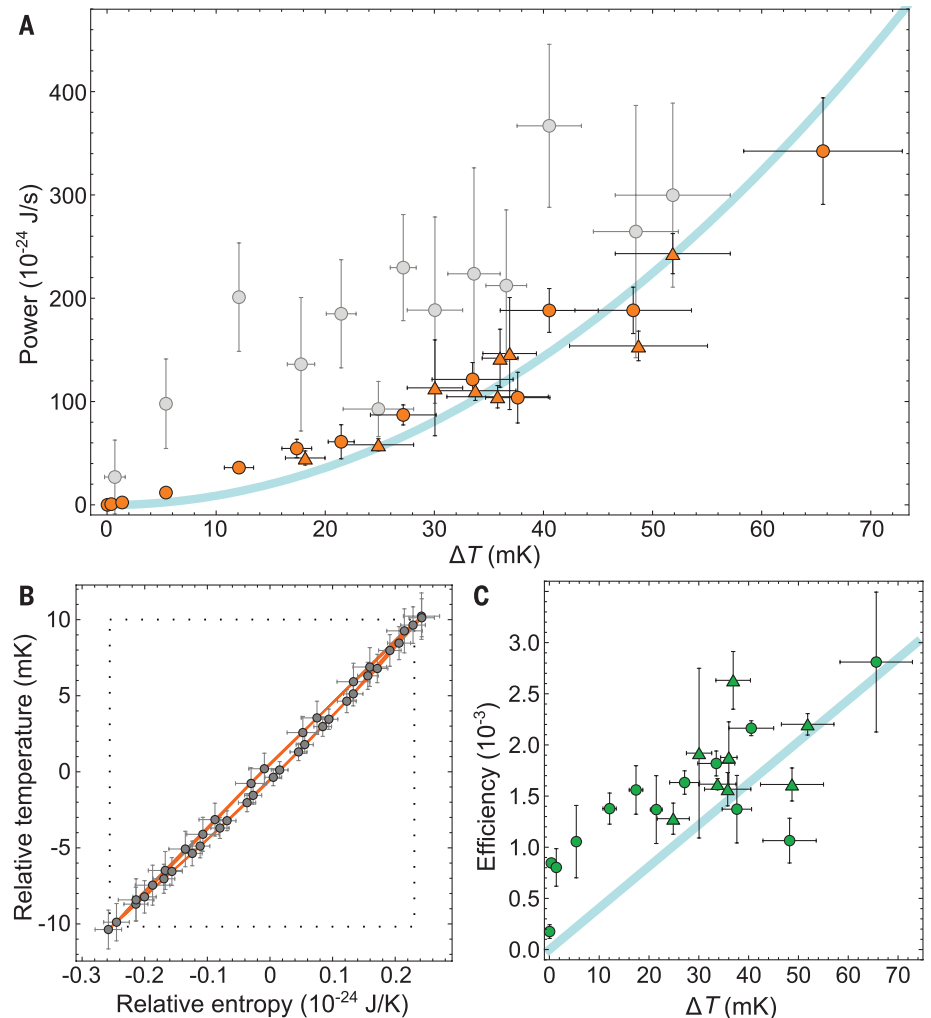 A
Power (10⁻²⁴ J/s)
400
300
200
100
0
0 10 20 30 40 50 60 70
ΔT (mK)
B
Relative temperature (mK)
10
5
0
-5
-10
-0.3 -0.2 -0.1 0 0.1 0.2
Relative entropy (10⁻²⁴ J/K)
C
Efficiency (10⁻³)
3.0
2.5
2.0
1.5
1.0
0.5
0.0
0 10 20 30 40 50 60 70
ΔT (mK)